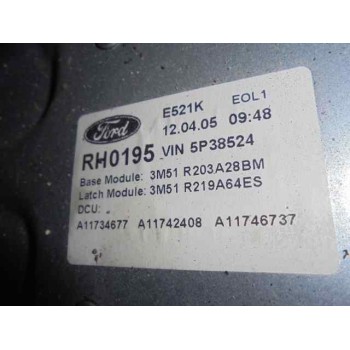 Ford
E521K EOL1
12.04.05 09:48
RH0195 VIN 5P38524
Base Module: 3M51 R203A28BM
Latch Module: 3M51 R219A64ES
DCU:
A11734677 A11742408 A11746737